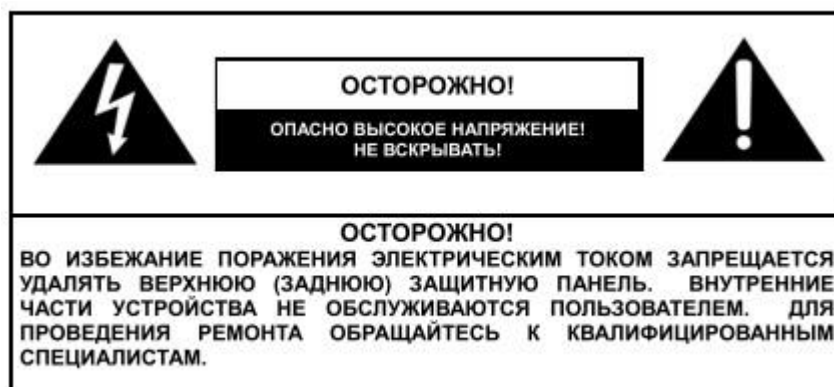 ОСТОРОЖНО!
ОПАСНО ВЫСОКОЕ НАПРЯЖЕНИЕ!
НЕ ВСКРЫВАТЬ!
ОСТОРОЖНО!
ВО ИЗБЕЖАНИЕ ПОРАЖЕНИЯ ЭЛЕКТРИЧЕСКИМ ТОКОМ ЗАПРЕЩАЕТСЯ
УДАЛЯТЬ ВЕРХНЮЮ (ЗАДНЮЮ) ЗАЩИТНУЮ ПАНЕЛЬ. ВНУТРЕННИЕ
ЧАСТИ УСТРОЙСТВА НЕ ОБСЛУЖИВАЮТСЯ ПОЛЬЗОВАТЕЛЕМ. ДЛЯ
ПРОВЕДЕНИЯ РЕМОНТА ОБРАЩАЙТЕСЬ К КВАЛИФИЦИРОВАННЫМ
СПЕЦИАЛИСТАМ.